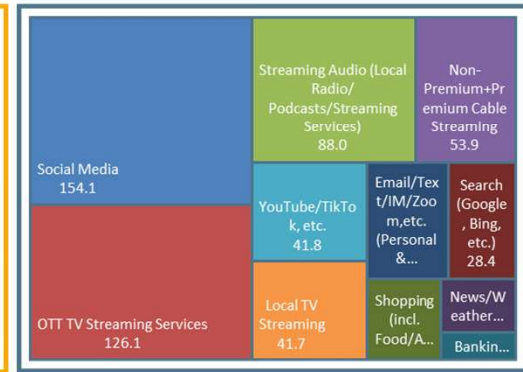 Social Media
154.1
OTT TV Streaming Services
126.1
Streaming Audio (Local
Radio/
Podcasts/Streaming
Services)
88.0
Non-
Premium+Pr
emium Cable
Streaming
53.9
YouTube/TikTo
k, etc.
41.8
Local TV
Streaming
41.7
Email/Tex
t/IM/Zoo
m,etc.
(Personal
&...
Search
(Google
, Bing,
etc.)
28.4
Shopping
(incl.
Food/A...
News/W
eather...
Bankin...